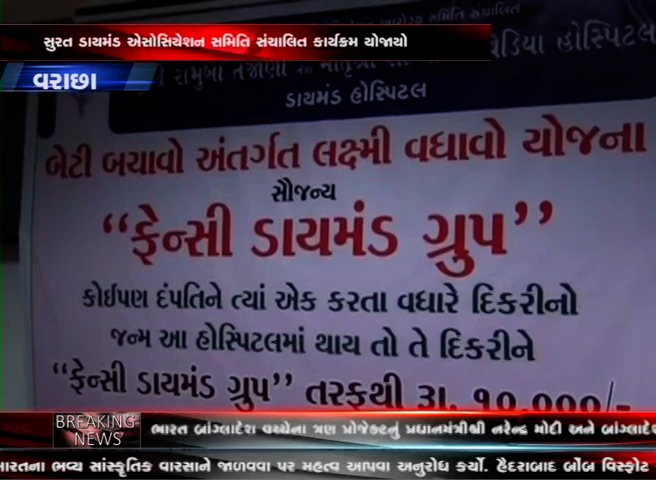 સુરત ડાયમંડ એસોસિયેશન સમિતિ સંચાલિત કાર્યક્રમ યોજાયો
સમિતિ સંચાલિત
હોસ્પિટલ
વરાછા
ડાયમંડ હોસ્પિટલ
બેટી બચાવો અંતર્ગત લક્ષ્મી વધાવો યોજના
સૌજન્ય
“ફેન્સી ડાયમંડ ગ્રુપ”
કોઈપણ દંપતિને ત્યાં એક કરતા વધારે દિકરીનો
જન્મ આ હોસ્પિટલમાં થાય તો તે દિકરીને
“ફેન્સી ડાયમંડ ગ્રુપ” તરફથી રૂા. ૧૦,૦૦૦/-
BREAKING NEWS
ભારત બાંગ્લાદેશ વચ્ચેના ત્રણ પ્રોજેક્ટનું પ્રધાનમંત્રીશ્રી નરેન્દ્ર મોદી અને
ભારતના ભવ્ય સાંસ્કૃતિક વારસાને જાળવવા પર મહત્વ આપવા અનુરોધ કર્યો. હૈદરાબાદ બોંબ વિસ્ફોટ